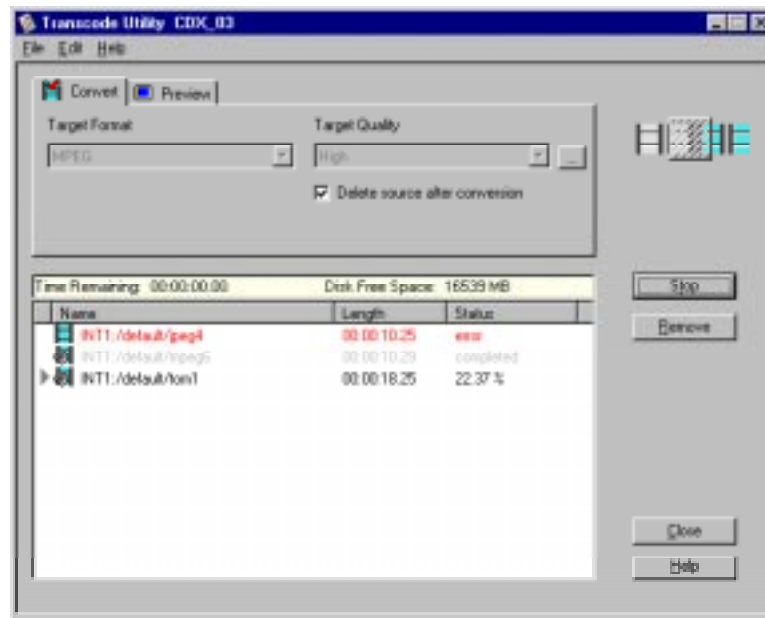 Transcode Utility CDX_03
File Edit Help
Convert Preview
Target Format Target Quality
MPEG High ...
Delete source after conversion
Time Remaining: 00:00:00.00 Disk Free Space: 16539 MB
Name Length Status
INT1:/default/jpeg4 00:00:10.25 error
INT1:/default/mpeg6 00:00:10.29 completed
INT1:/default/tom1 00:00:18.25 22.37 %
Stop
Remove
Close
Help